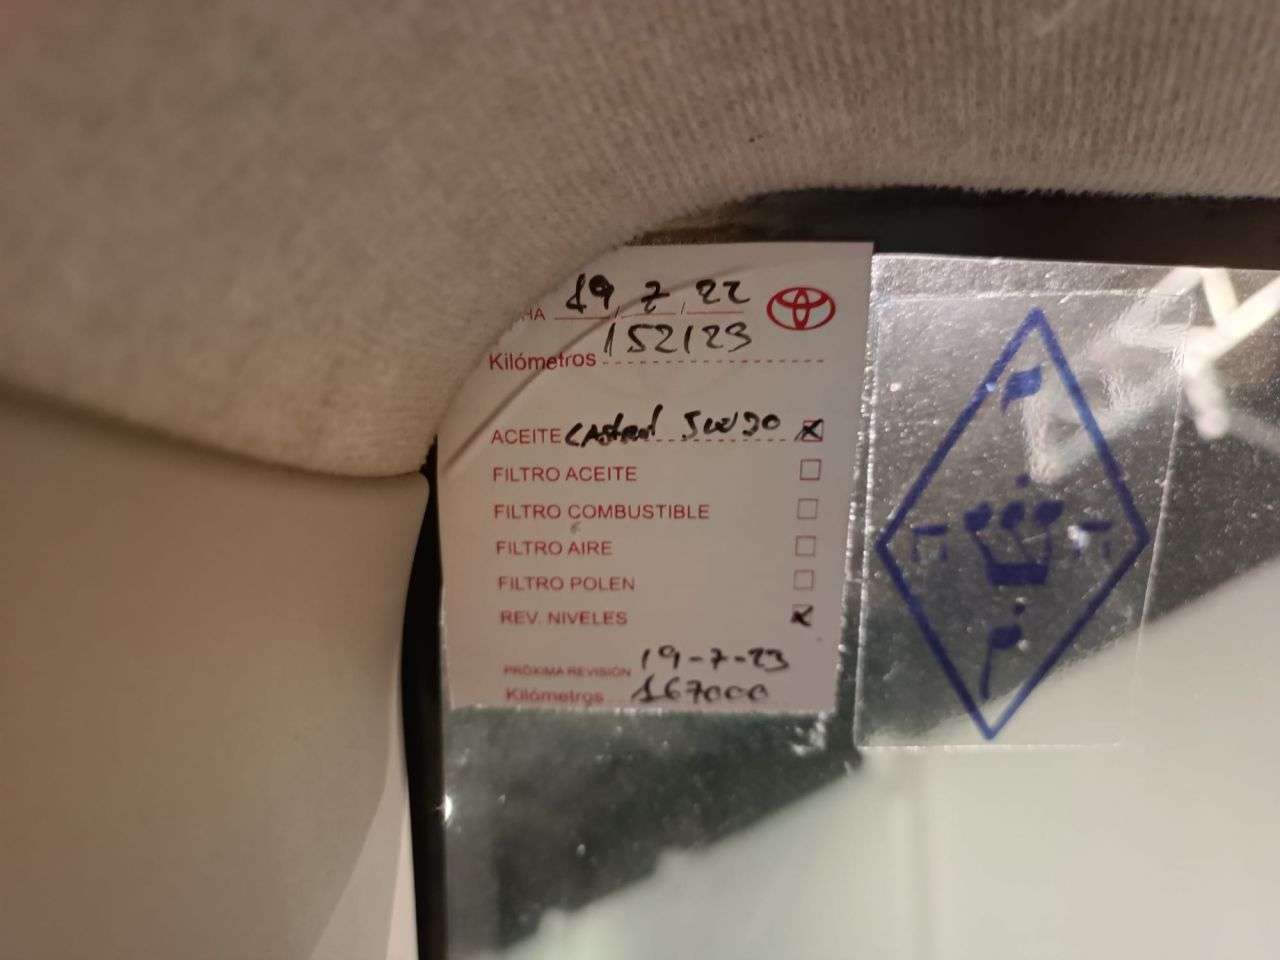 HA 19/7/22
Kilómetros 152123
ACEITE Castrol 5W30
FILTRO ACEITE
FILTRO COMBUSTIBLE
FILTRO AIRE
FILTRO POLEN
REV. NIVELES
PRÓXIMA REVISIÓN 19-7-23
Kilómetros 167000